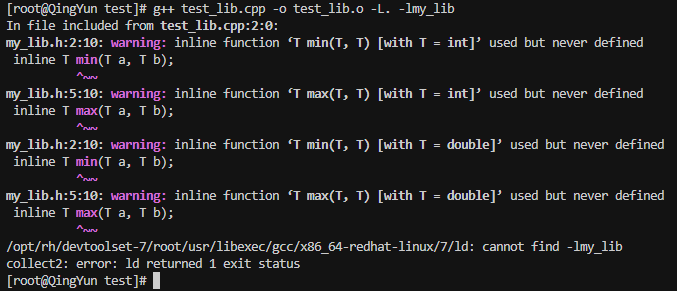 [root@QingYun test]# g++ test_lib.cpp -o test_lib.o -L. -lmy_lib
In file included from test_lib.cpp:2:0:
my_lib.h:2:10: warning: inline function ‘T min(T, T) [with T = int]’ used but never defined
 inline T min(T a, T b);
          ^~~
my_lib.h:5:10: warning: inline function ‘T max(T, T) [with T = int]’ used but never defined
 inline T max(T a, T b);
          ^~~
my_lib.h:2:10: warning: inline function ‘T min(T, T) [with T = double]’ used but never defined
 inline T min(T a, T b);
          ^~~
my_lib.h:5:10: warning: inline function ‘T max(T, T) [with T = double]’ used but never defined
 inline T max(T a, T b);
          ^~~
/opt/rh/devtoolset-7/root/usr/libexec/gcc/x86_64-redhat-linux/7/ld: cannot find -lmy_lib
collect2: error: ld returned 1 exit status
[root@QingYun test]#